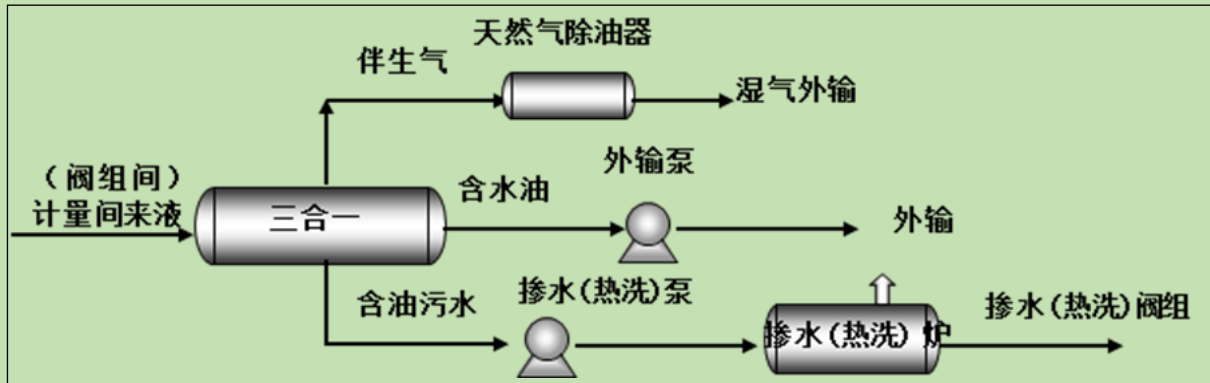 天然气除油器
伴生气
湿气外输
（阀组间）
计量间来液
三合一
含水油
外输泵
外输
含油污水
掺水(热洗)泵
掺水(热洗) 炉
掺水(热洗)阀组